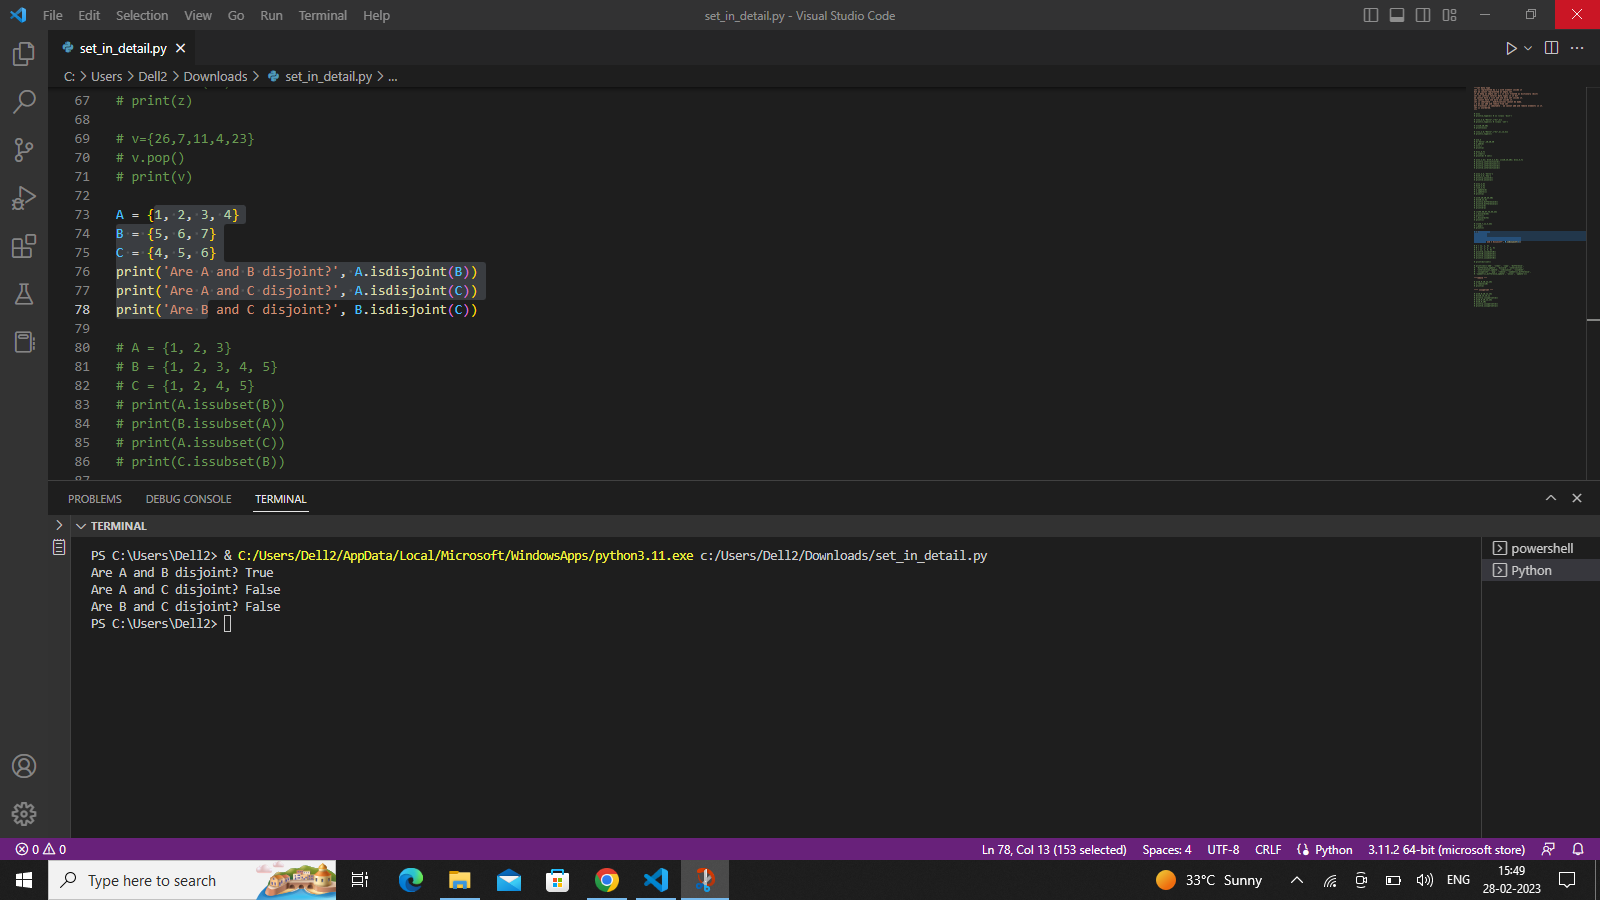 File Edit Selection View Go Run Terminal Help
set_in_detail.py - Visual Studio Code
set_in_detail.py
C: > Users > Dell2 > Downloads > set_in_detail.py > ...
67 # print(z)
68
69 # v={26,7,11,4,23}
70 # v.pop()
71 # print(v)
72
73 A = {1, 2, 3, 4}
74 B = {5, 6, 7}
75 C = {4, 5, 6}
76 print('Are A and B disjoint?', A.isdisjoint(B))
77 print('Are A and C disjoint?', A.isdisjoint(C))
78 print('Are B and C disjoint?', B.isdisjoint(C))
79
80 # A = {1, 2, 3}
81 # B = {1, 2, 3, 4, 5}
82 # C = {1, 2, 4, 5}
83 # print(A.issubset(B))
84 # print(B.issubset(A))
85 # print(A.issubset(C))
86 # print(C.issubset(B))
87
PROBLEMS DEBUG CONSOLE TERMINAL
TERMINAL
PS C:\Users\Dell2> & C:/Users/Dell2/AppData/Local/Microsoft/WindowsApps/python3.11.exe c:/Users/Dell2/Downloads/set_in_detail.py
Are A and B disjoint? True
Are A and C disjoint? False
Are B and C disjoint? False
PS C:\Users\Dell2>
powershell
Python
0 0 Ln 78, Col 13 (153 selected) Spaces: 4 UTF-8 CRLF Python 3.11.2 64-bit (microsoft store)
Type here to search
33°C Sunny
ENG
15:49
28-02-2023